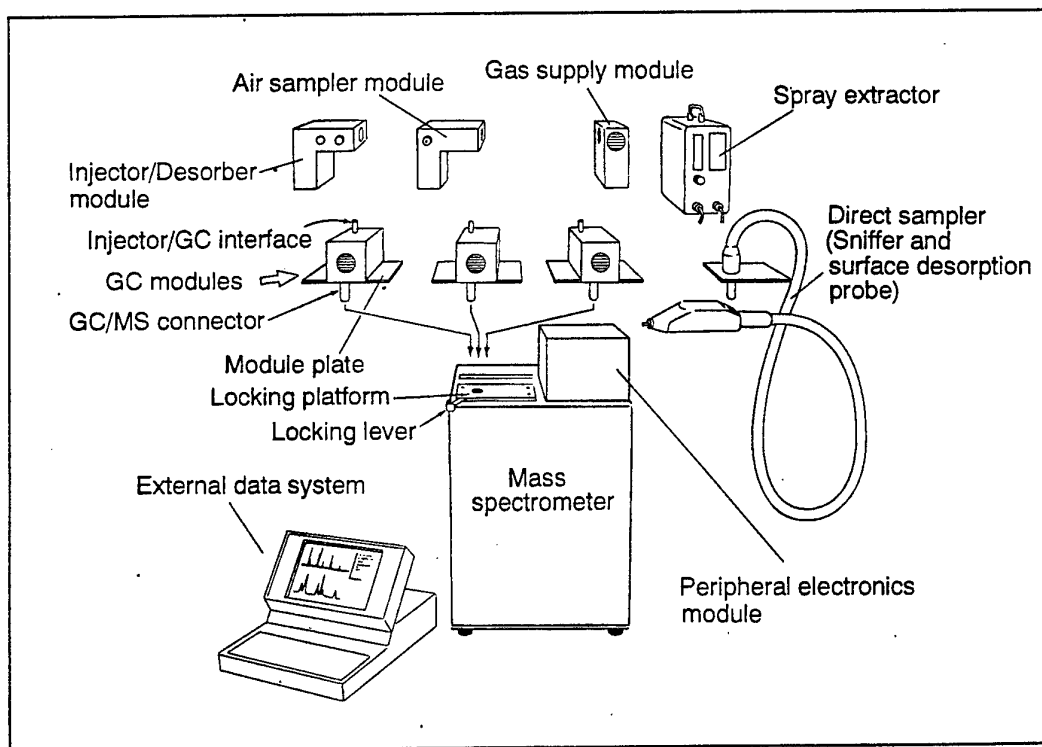 Air sampler module
Gas supply module
Spray extractor
Injector/Desorber
module
Injector/GC interface
GC modules
GC/MS connector
Direct sampler
(Sniffer and
surface desorption
probe)
Module plate
Locking platform
Locking lever
External data system
Mass
spectrometer
Peripheral electronics
module